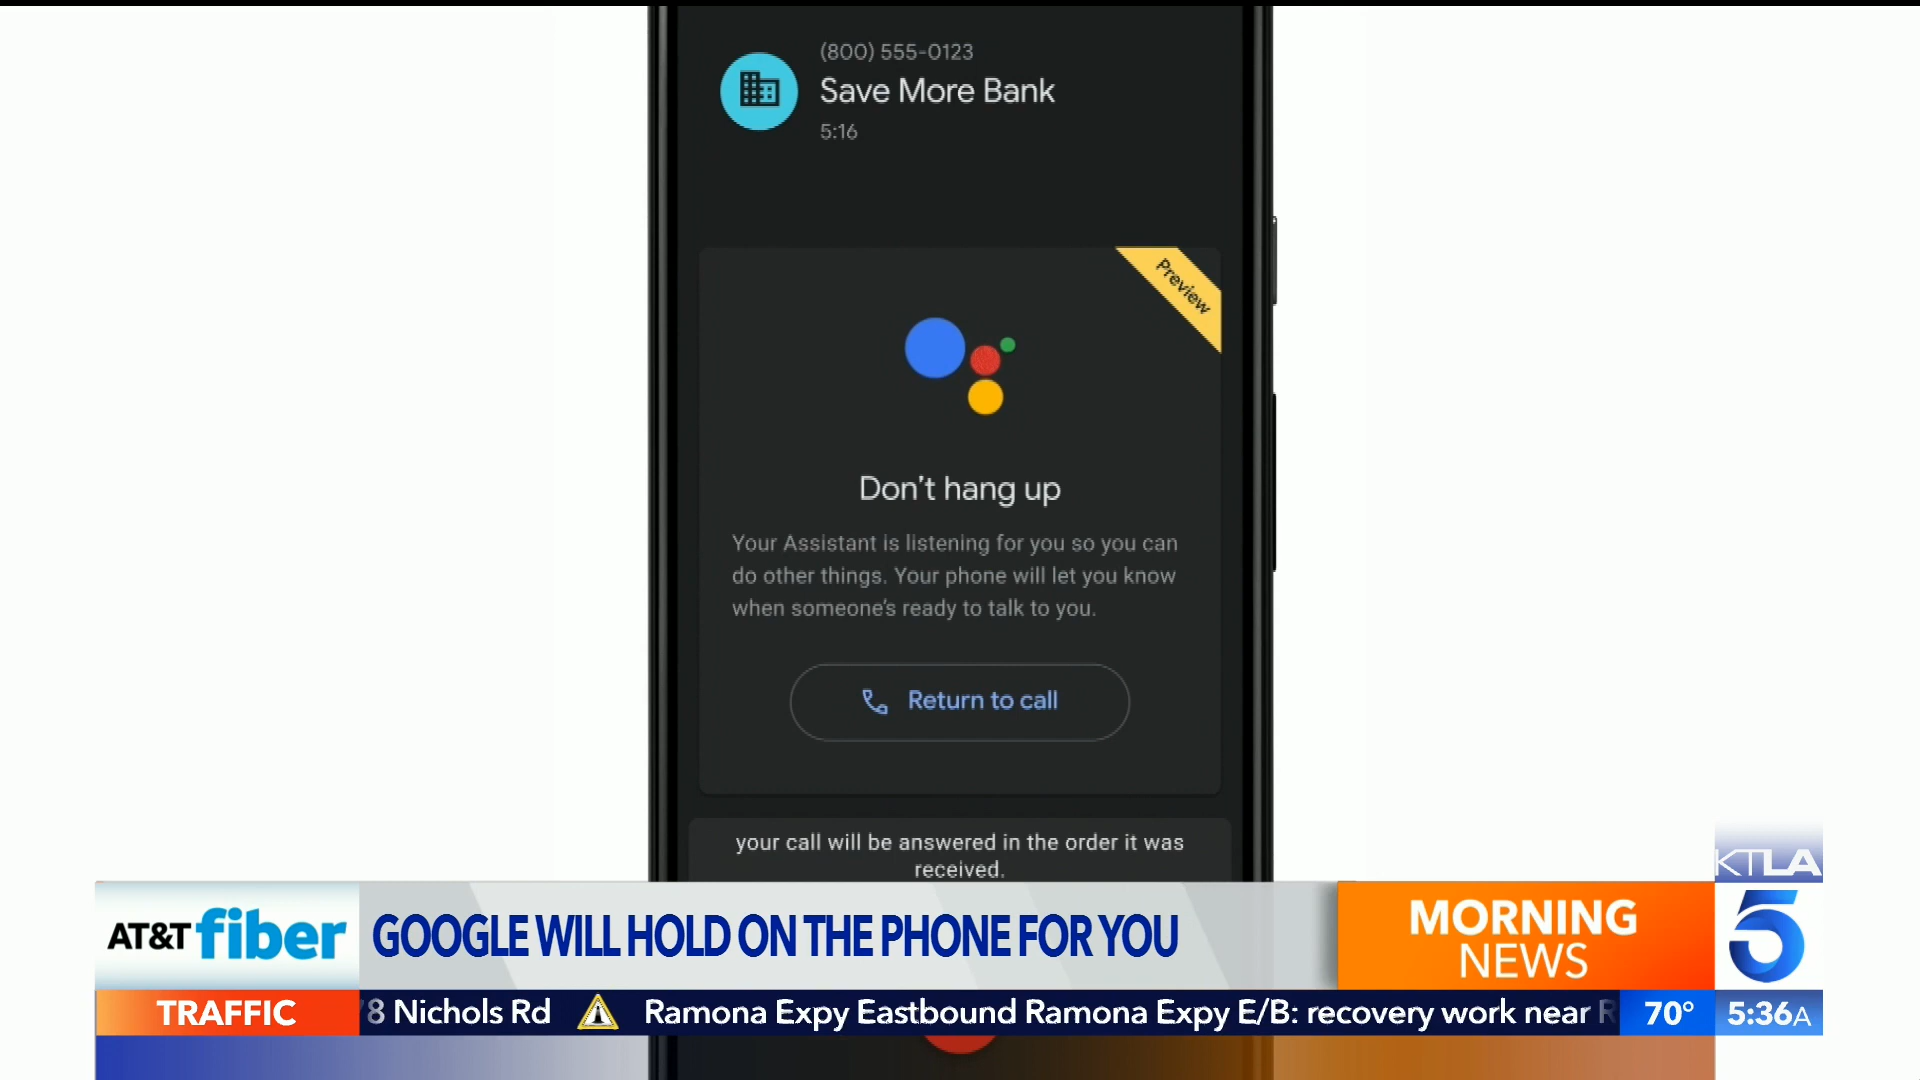 (800) 555-0123
Save More Bank
5:16
Preview
Don't hang up
Your Assistant is listening for you so you can
do other things. Your phone will let you know
when someone's ready to talk to you.
Return to call
your call will be answered in the order it was
received.
KTLA
5
AT&T fiber
GOOGLE WILL HOLD ON THE PHONE FOR YOU
MORNING
NEWS
TRAFFIC
8 Nichols Rd
Ramona Expy Eastbound Ramona Expy E/B: recovery work near
70°
5:36A